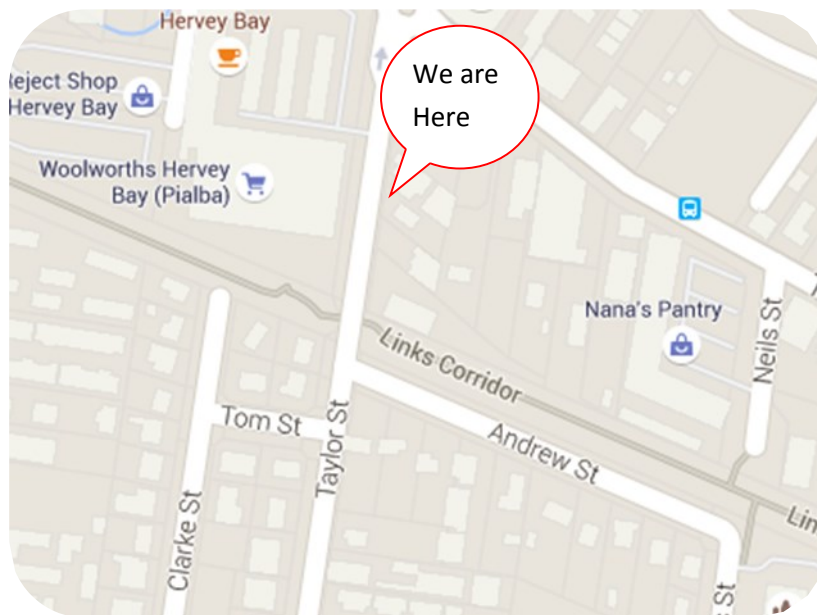 Hervey Bay
We are
Here
eject Shop
Hervey Bay
Woolworths Hervey
Bay (Pialba)
Nana's Pantry
Neils St
Links Corridor
Tom St
Taylor St
Andrew St
Clarke St
Lin
s St